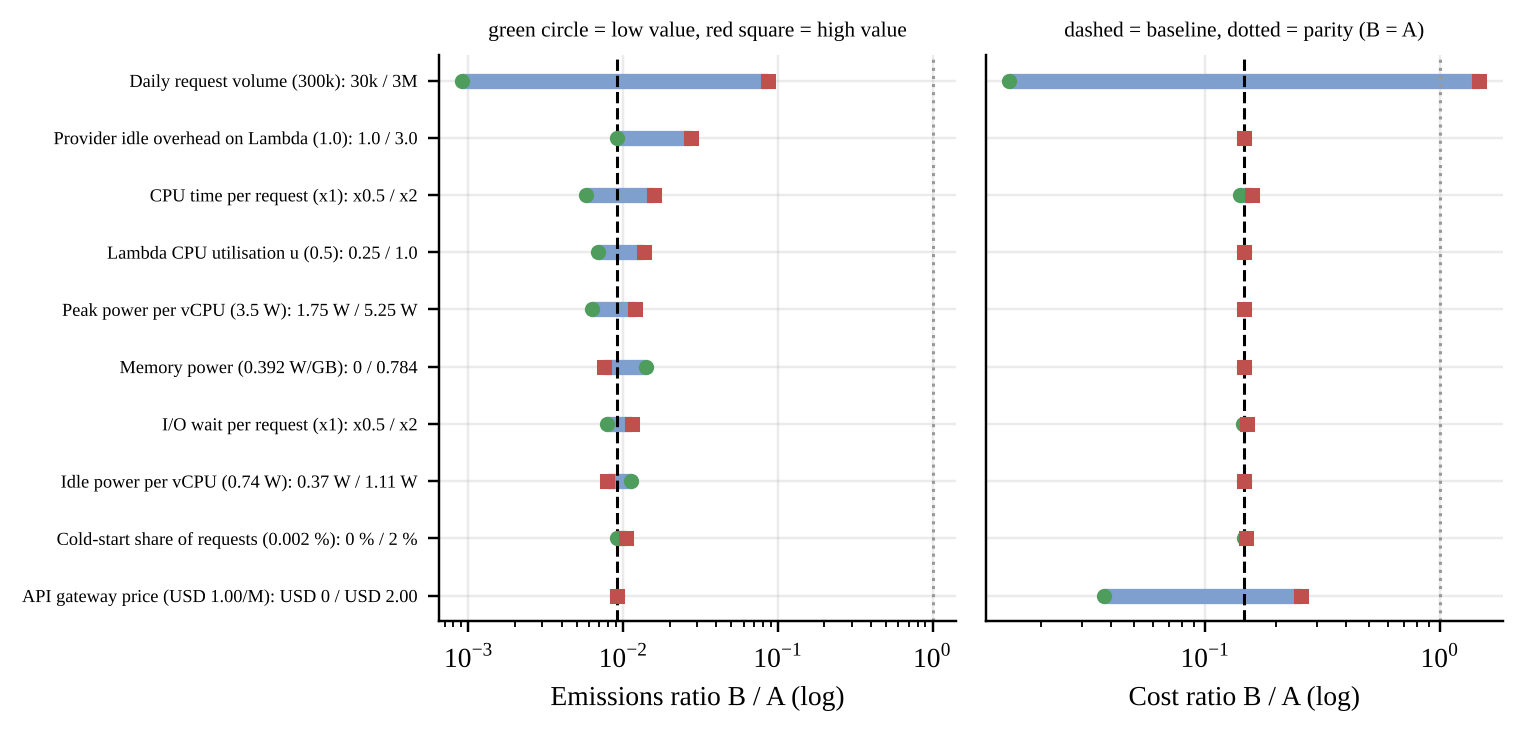 green circle = low value, red square = high value
dashed = baseline, dotted = parity (B = A)
Daily request volume (300k): 30k / 3M
Provider idle overhead on Lambda (1.0): 1.0 / 3.0
CPU time per request (x1): x0.5 / x2
Lambda CPU utilisation u (0.5): 0.25 / 1.0
Peak power per vCPU (3.5 W): 1.75 W / 5.25 W
Memory power (0.392 W/GB): 0 / 0.784
I/O wait per request (x1): x0.5 / x2
Idle power per vCPU (0.74 W): 0.37 W / 1.11 W
Cold-start share of requests (0.002 %): 0 % / 2 %
API gateway price (USD 1.00/M): USD 0 / USD 2.00
10⁻³ 10⁻² 10⁻¹ 10⁰
10⁻¹ 10⁰
Emissions ratio B / A (log)
Cost ratio B / A (log)